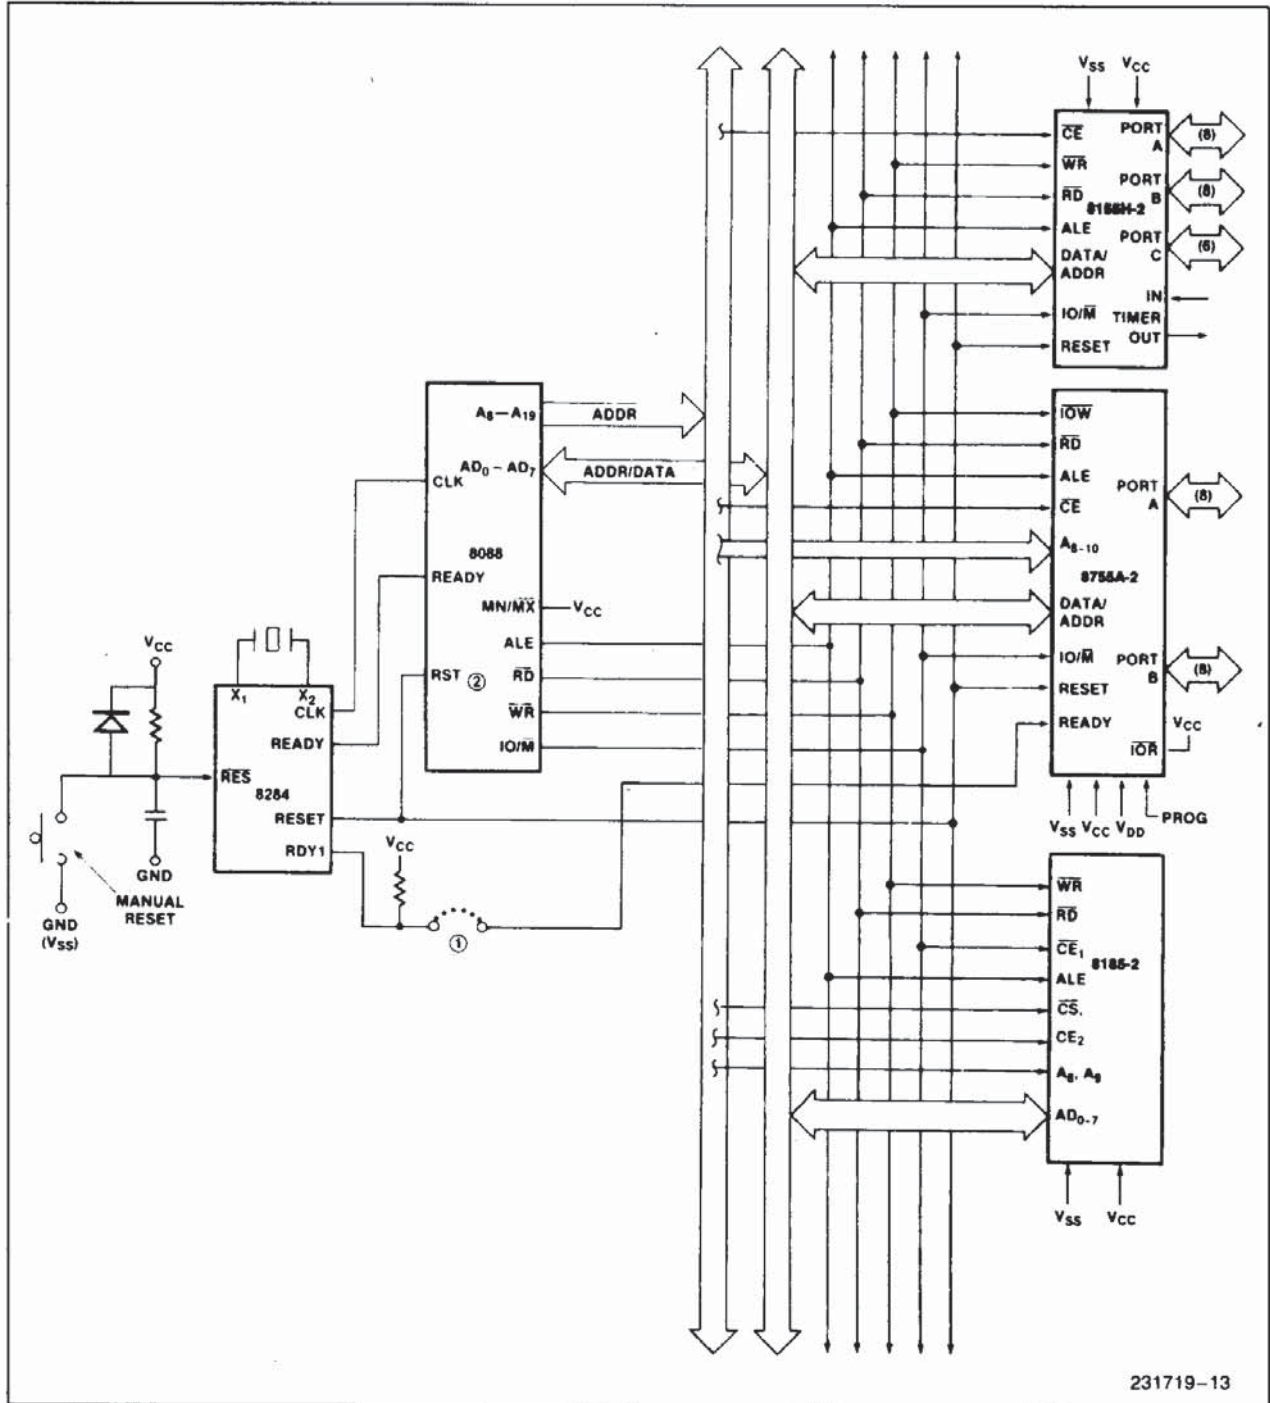 VSS VCC
CE
WR
RD
ALE
DATA/
ADDR
IO/M
RESET
8155H-2
PORT
A
(8)
PORT
B
(8)
PORT
C
(6)
IN
TIMER
OUT
A8–A19
ADDR
AD0–AD7
ADDR/DATA
CLK
8088
READY
MN/MX
VCC
ALE
RST ②
RD
WR
IO/M
IOW
RD
ALE
CE
A8-10
8755A-2
DATA/
ADDR
IO/M
RESET
READY
PORT
A
(8)
PORT
B
(8)
VCC
IOR
VSS VCC VDD
PROG
VCC
X1 X2
CLK
READY
RES
8284
RESET
RDY1
GND
MANUAL
RESET
GND
(VSS)
VCC
①
WR
RD
CE1
8185-2
ALE
CS,
CE2
A8, A9
AD0-7
VSS VCC
231719–13